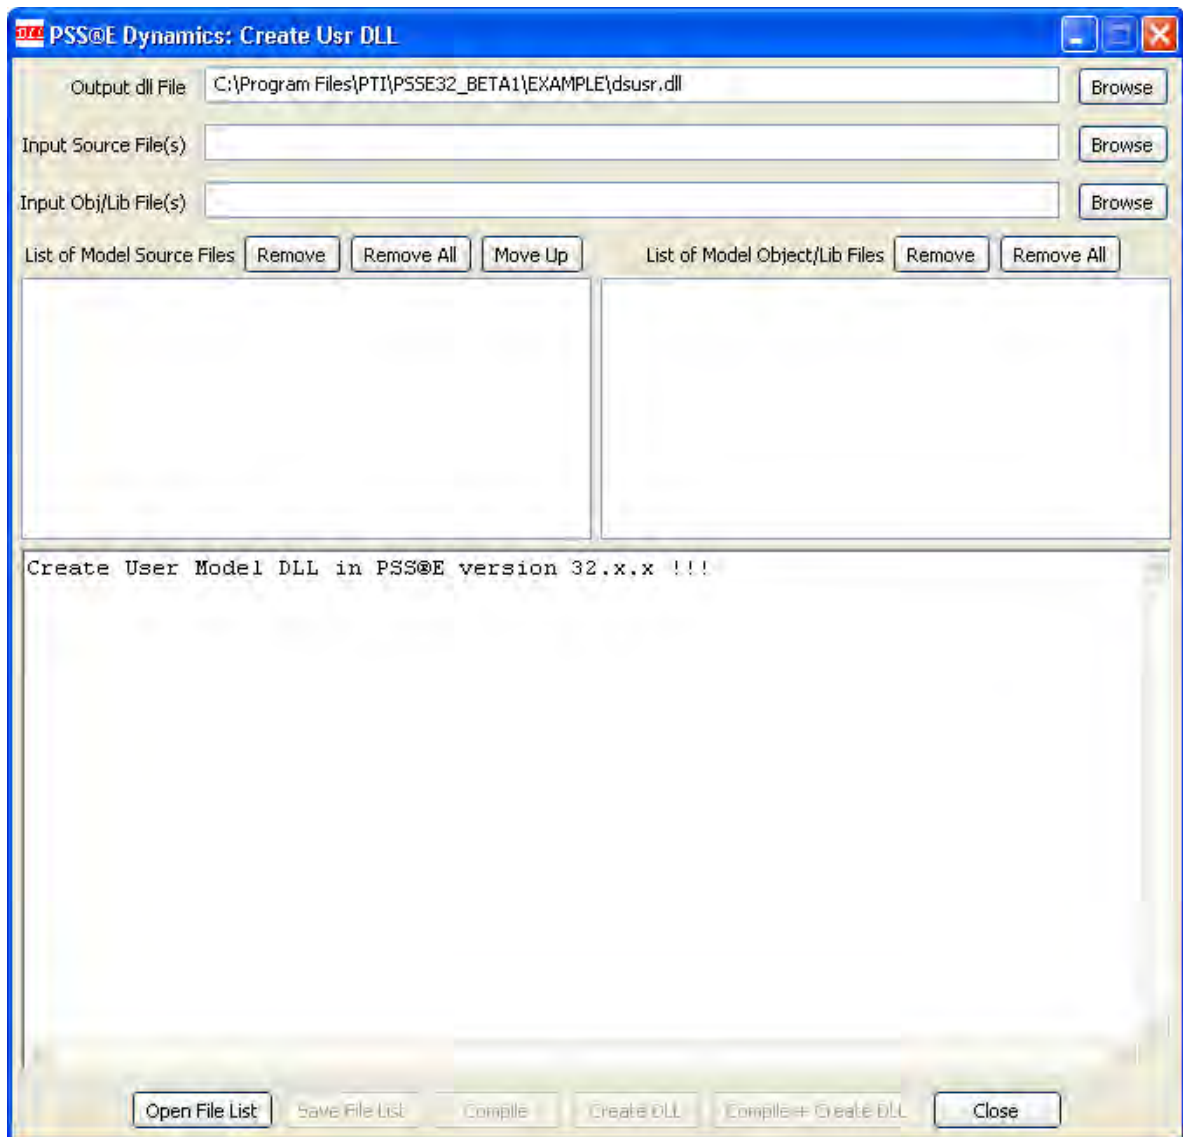 DLL PSS®E Dynamics: Create Usr DLL
Output dll File C:\Program Files\PTI\PSSE32_BETA1\EXAMPLE\dsusr.dll Browse
Input Source File(s) Browse
Input Obj/Lib File(s) Browse
List of Model Source Files Remove Remove All Move Up List of Model Object/Lib Files Remove Remove All
Create User Model DLL in PSS®E version 32.x.x !!!
Open File List Save File List Compile Create DLL Compile + Create DLL Close